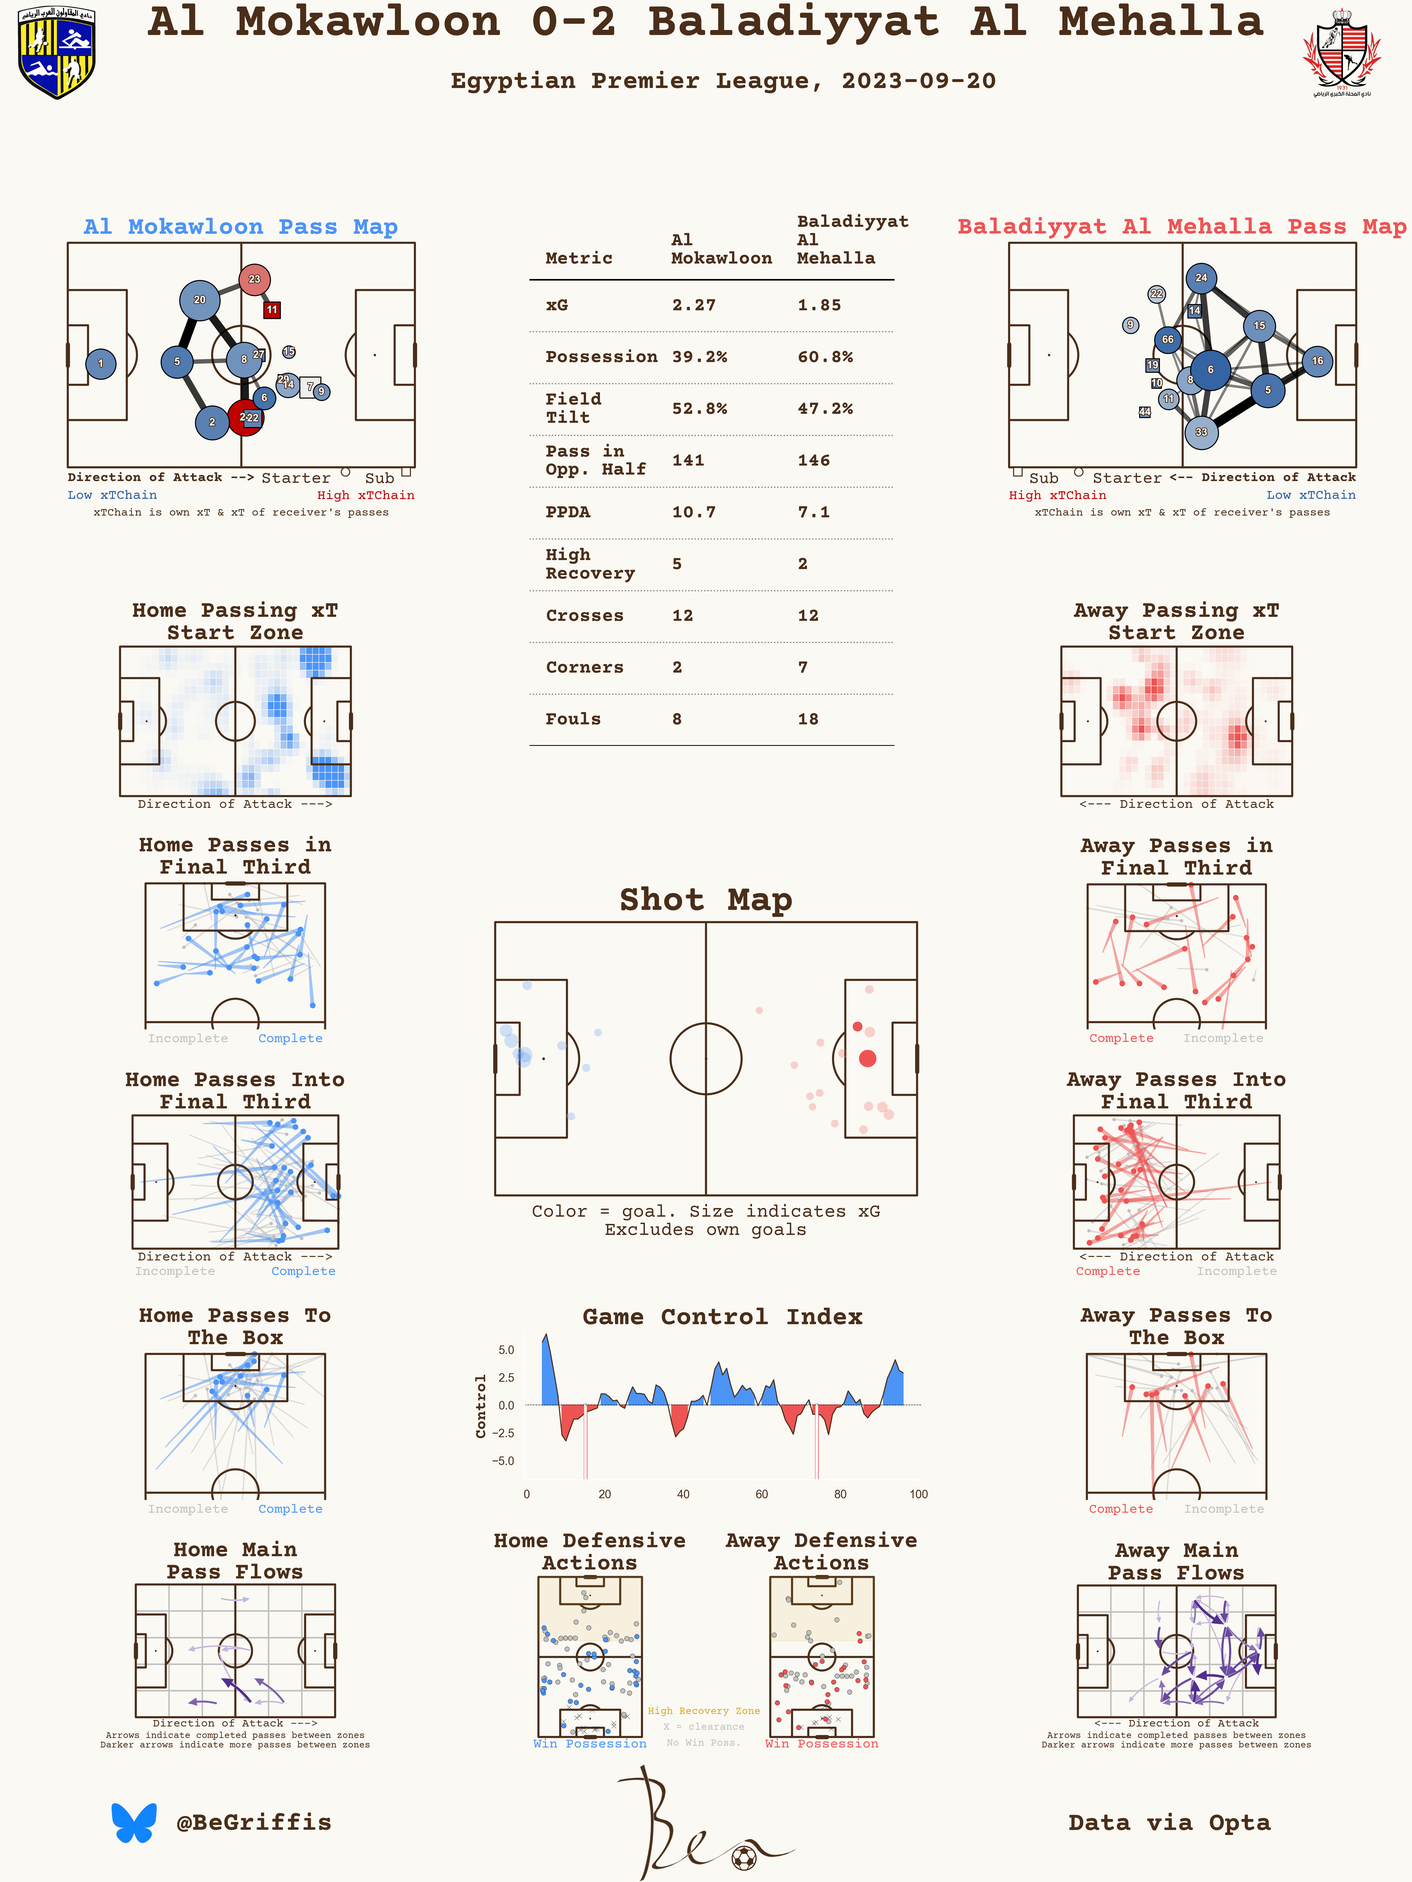 Al Mokawloon 0-2 Baladiyyat Al Mehalla
Egyptian Premier League, 2023-09-20
نادي المقاولون العرب الرياضي
1931
نادي المحلة الكبرى الرياضي
Al Mokawloon Pass Map
23
20
11
1
5
8
27
15
14
7
9
6
22
2
Direction of Attack --> Starter Sub
Low xTChain High xTChain
xTChain is own xT & xT of receiver's passes
Metric
Al
Mokawloon
Baladiyyat
Al
Mehalla
xG 2.27 1.85
Possession 39.2% 60.8%
Field
Tilt 52.8% 47.2%
Pass in
Opp. Half 141 146
PPDA 10.7 7.1
High
Recovery 5 2
Crosses 12 12
Corners 2 7
Fouls 8 18
Baladiyyat Al Mehalla Pass Map
24
22
14
9
15
66
16
19
6
8
10
5
11
44
33
Sub Starter <-- Direction of Attack
High xTChain Low xTChain
xTChain is own xT & xT of receiver's passes
Home Passing xT
Start Zone
Direction of Attack --->
Away Passing xT
Start Zone
<--- Direction of Attack
Home Passes in
Final Third
Incomplete Complete
Away Passes in
Final Third
Complete Incomplete
Shot Map
Color = goal. Size indicates xG
Excludes own goals
Home Passes Into
Final Third
Direction of Attack --->
Incomplete Complete
Away Passes Into
Final Third
<--- Direction of Attack
Complete Incomplete
Home Passes To
The Box
Incomplete Complete
Game Control Index
Control
5.0
2.5
0.0
−2.5
−5.0
0 20 40 60 80 100
Away Passes To
The Box
Complete Incomplete
Home Main
Pass Flows
Direction of Attack --->
Arrows indicate completed passes between zones
Darker arrows indicate more passes between zones
Home Defensive
Actions
Win Possession
Away Defensive
Actions
Win Possession
High Recovery Zone
X = clearance
No Win Poss.
Away Main
Pass Flows
<--- Direction of Attack
Arrows indicate completed passes between zones
Darker arrows indicate more passes between zones
@BeGriffis
Ben
Data via Opta